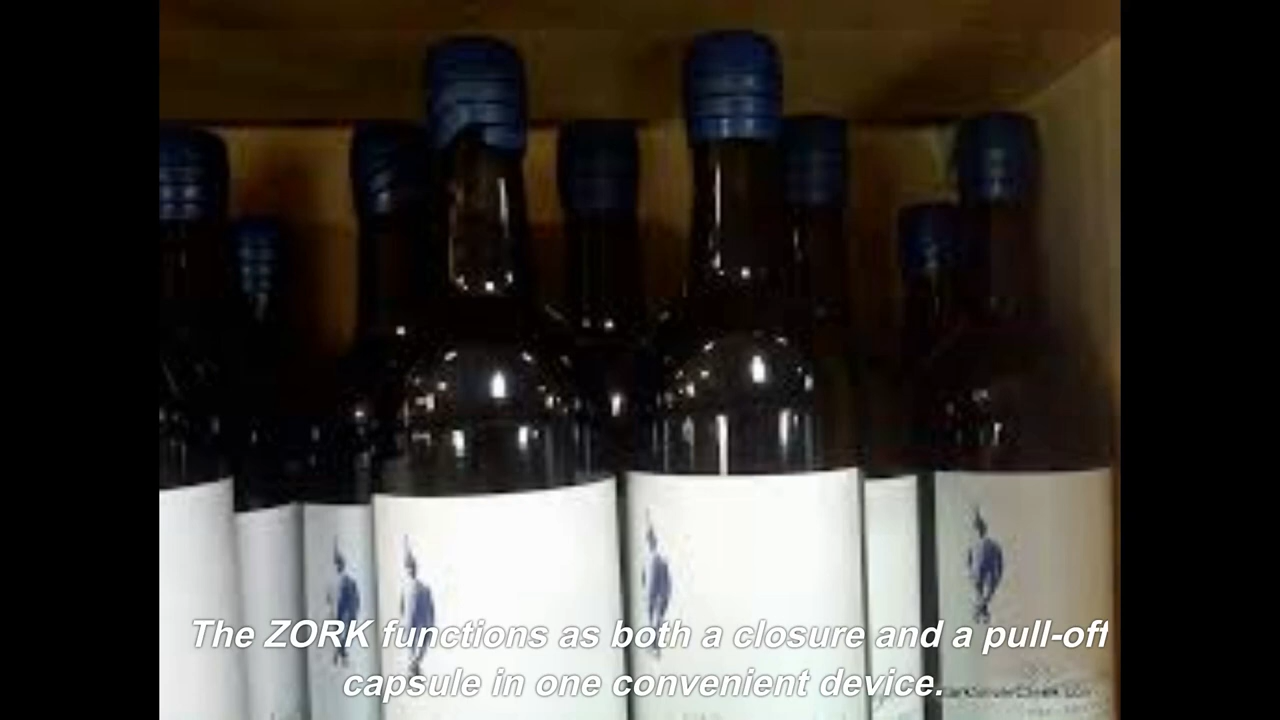 The ZORK functions as both a closure and a pull-off
capsule in one convenient device.